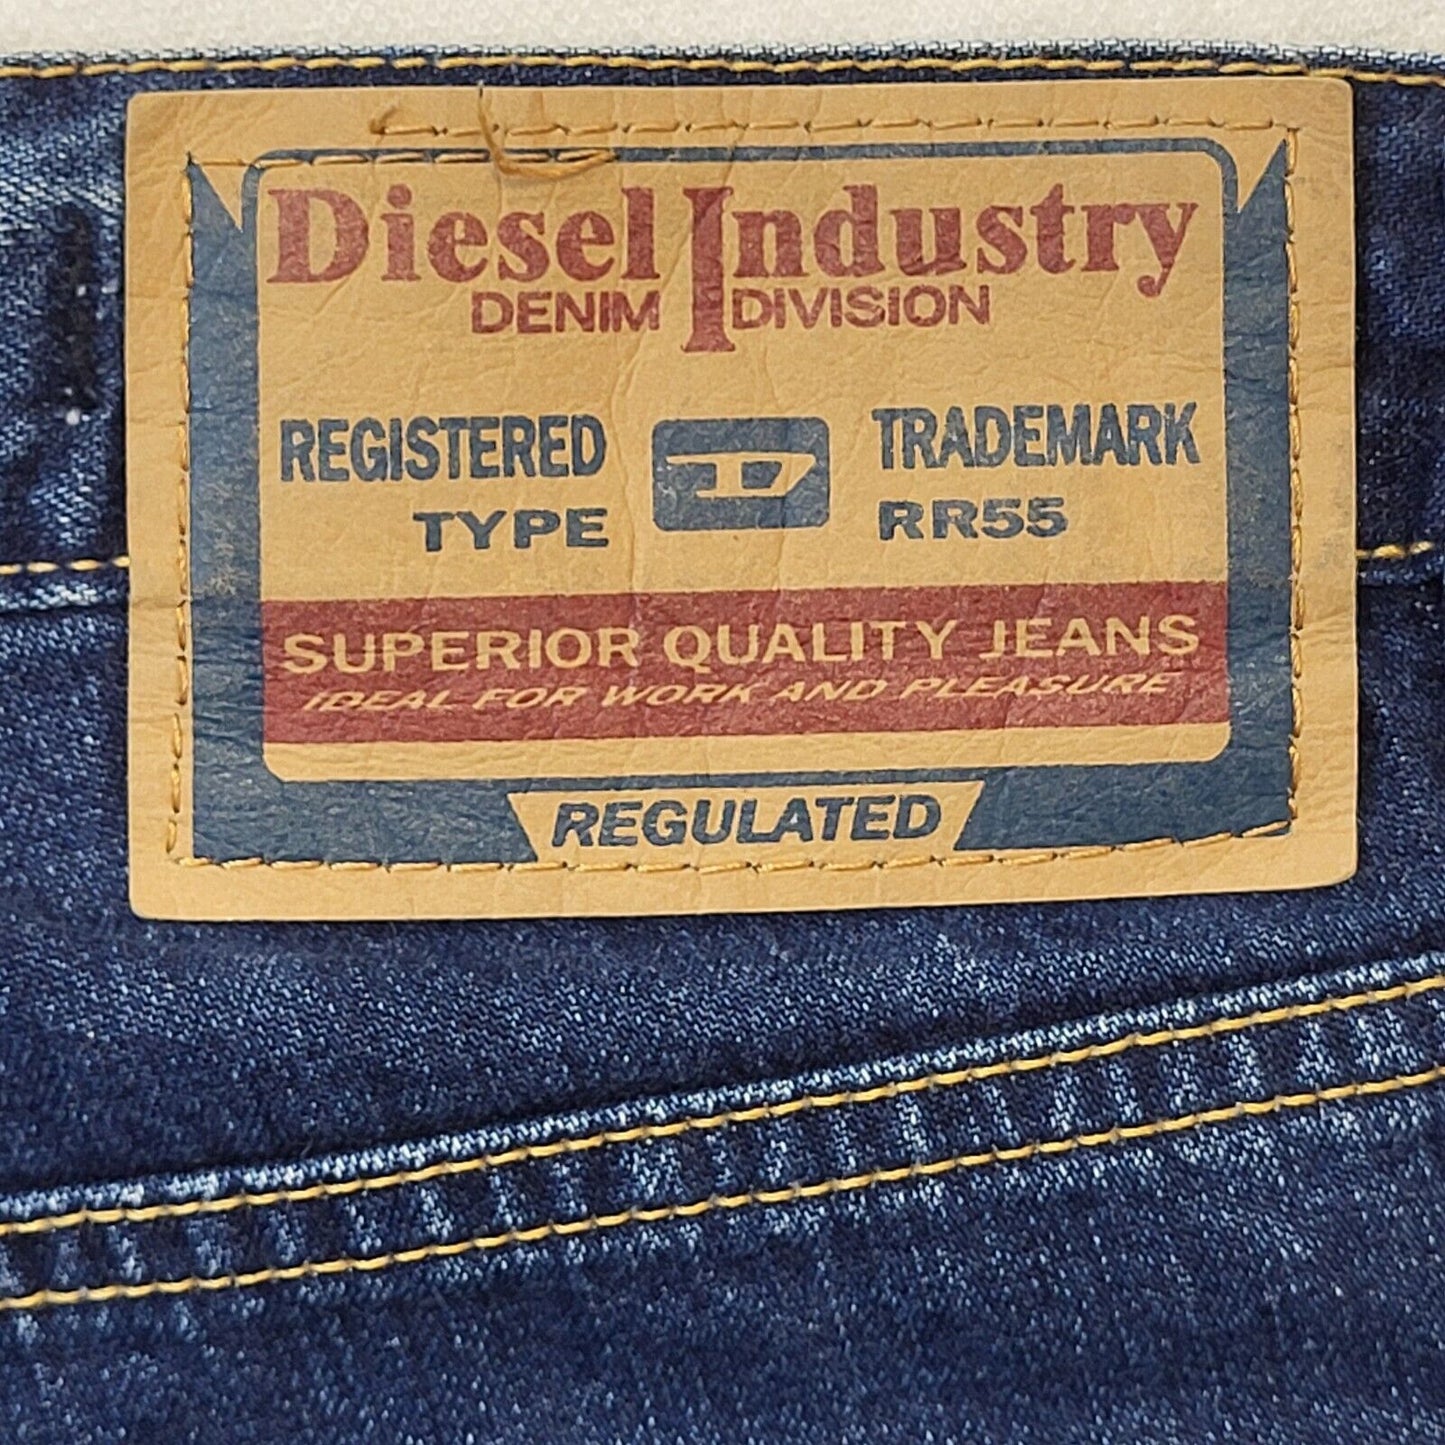 Diesel Industry
DENIM DIVISION
REGISTERED TRADEMARK
TYPE D RR55
SUPERIOR QUALITY JEANS
IDEAL FOR WORK AND PLEASURE
REGULATED